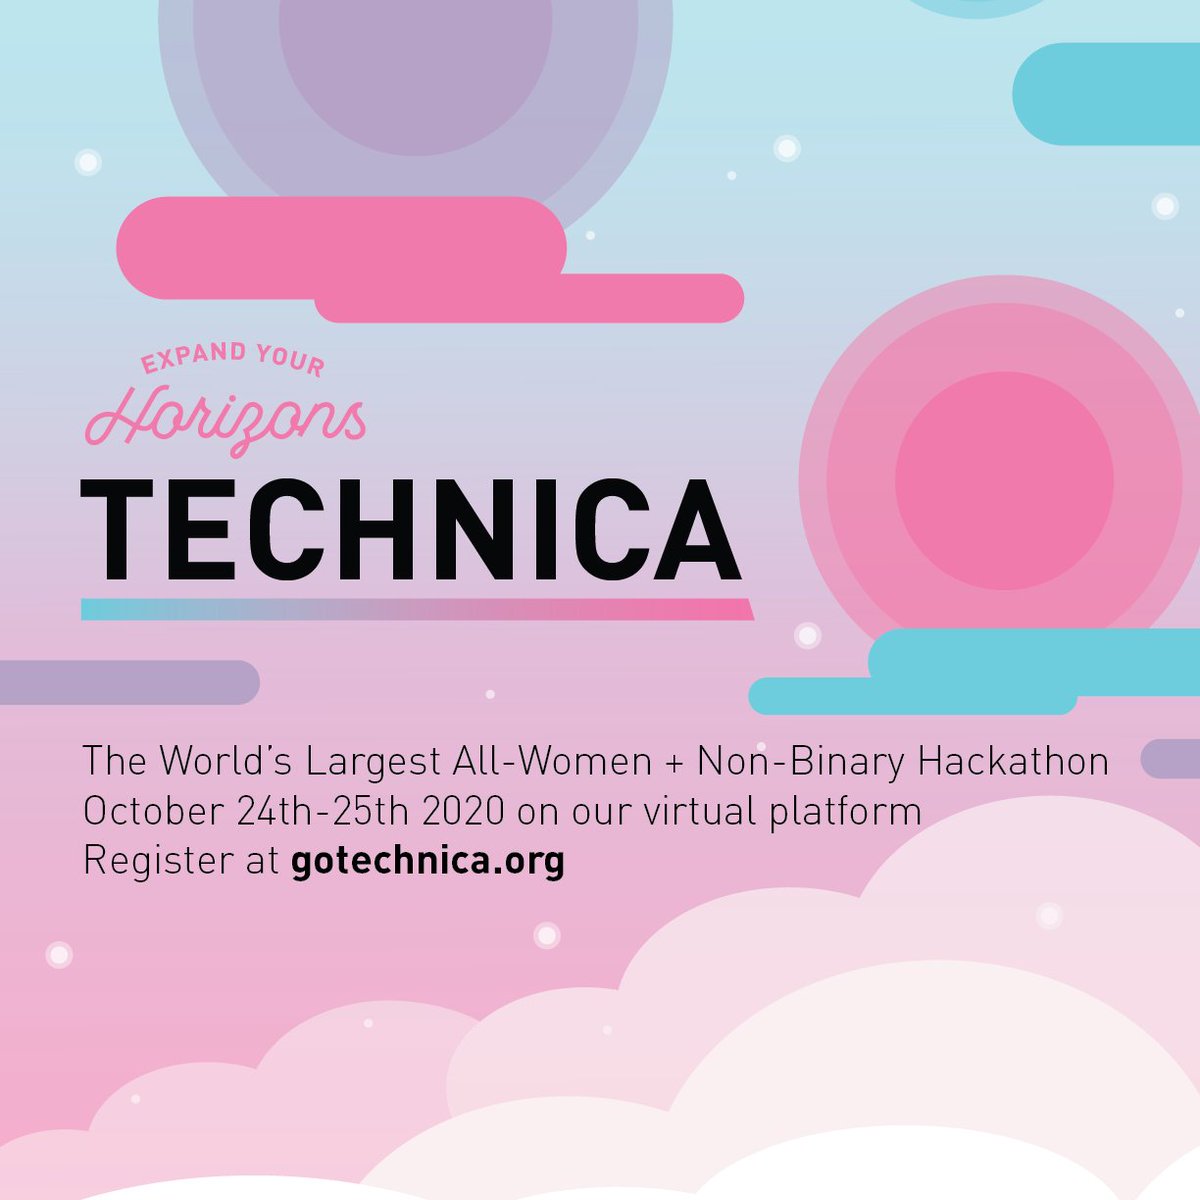 EXPAND YOUR
Horizons
TECHNICA
The World’s Largest All-Women + Non-Binary Hackathon
October 24th-25th 2020 on our virtual platform
Register at gotechnica.org